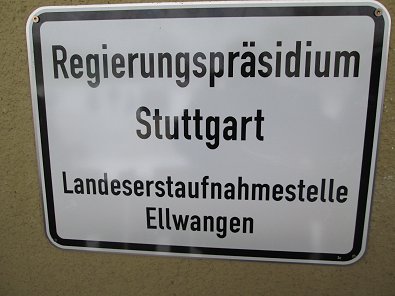 Regierungspräsidium
Stuttgart
Landeserstaufnahmestelle
Ellwangen